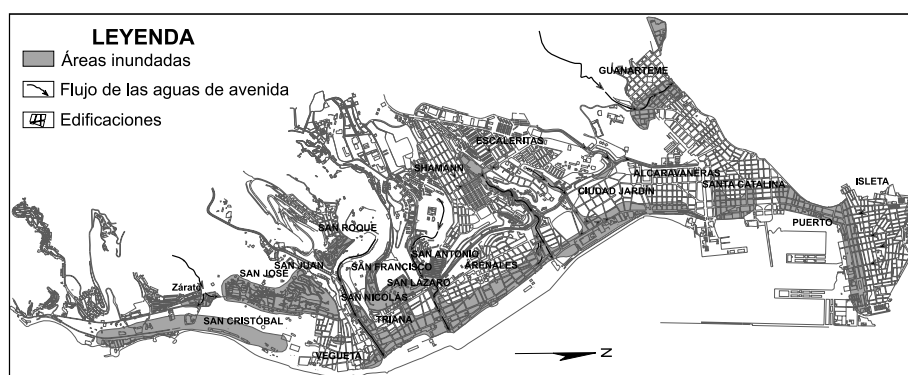 LEYENDA
Áreas inundadas
Flujo de las aguas de avenida
Edificaciones
GUANARTEME
ESCALERITAS
SHAMANN
ALCARAVANERAS
CIUDAD JARDÍN
SANTA CATALINA
ISLETA
PUERTO
SAN ROQUE
SAN ANTONIO
SAN JUAN
SAN FRANCISCO
ARENALES
SAN JOSÉ
SAN LÁZARO
Zárato
SAN NICOLÁS
SAN CRISTÓBAL
TRIANA
VEGUETA
N